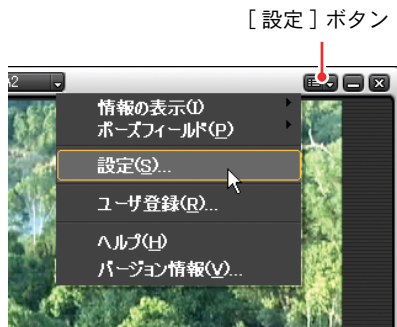 ［設定］ボタン
A2
情報の表示(I)
ポーズフィールド(P)
設定(S)...
ユーザ登録(R)...
ヘルプ(H)
バージョン情報(V)...